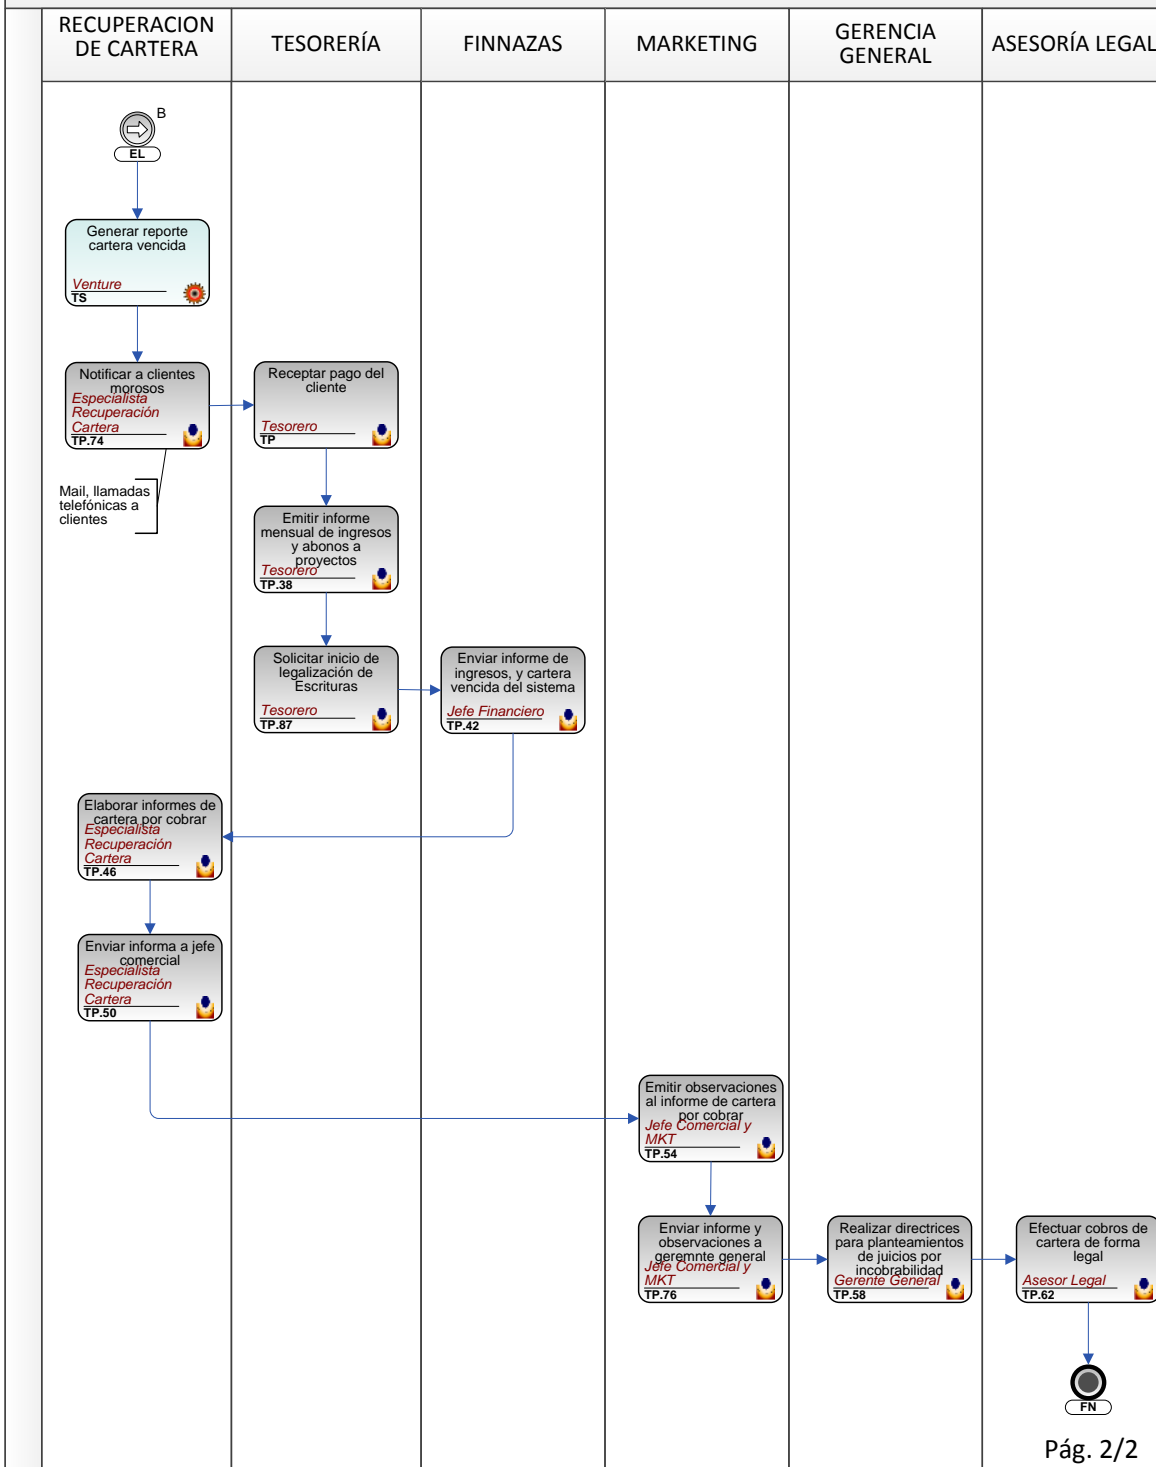 RECUPERACION
DE CARTERA
TESORERÍA
FINNAZAS
MARKETING
GERENCIA
GENERAL
ASESORÍA LEGAL
B
EL
Generar reporte
cartera vencida
Venture
TS
Notificar a clientes
morosos
Especialista
Recuperación
Cartera
TP.74
Receptar pago del
cliente
Tesorero
TP
Mail, llamadas
telefónicas a
clientes
Emitir informe
mensual de ingresos
y abonos a
proyectos
Tesorero
TP.38
Solicitar inicio de
legalización de
Escrituras
Tesorero
TP.87
Enviar informe de
ingresos, y cartera
vencida del sistema
Jefe Financiero
TP.42
Elaborar informes de
cartera por cobrar
Especialista
Recuperación
Cartera
TP.46
Enviar informa a jefe
comercial
Especialista
Recuperación
Cartera
TP.50
Emitir observaciones
al informe de cartera
por cobrar
Jefe Comercial y
MKT
TP.54
Enviar informe y
observaciones a
geremnte general
Jefe Comercial y
MKT
TP.76
Realizar directrices
para planteamientos
de juicios por
incobrabilidad
Gerente General
TP.58
Efectuar cobros de
cartera de forma
legal
Asesor Legal
TP.62
FN
Pág. 2/2